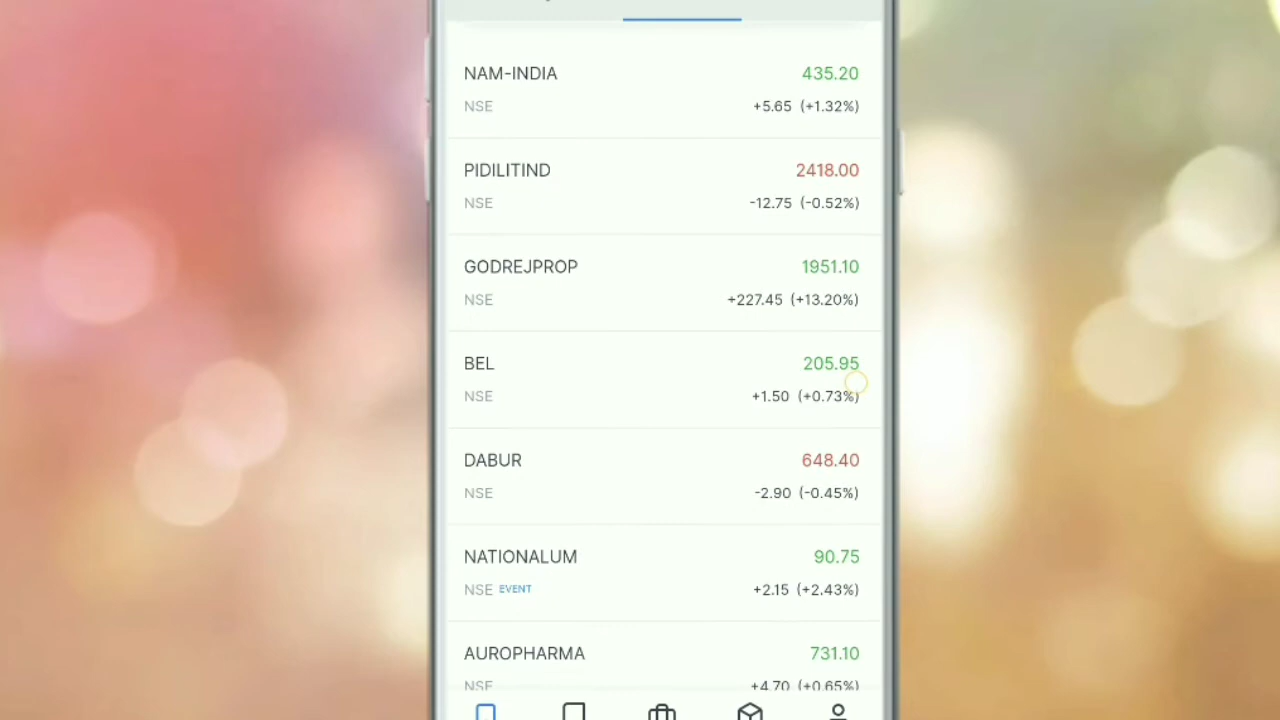 NAM-INDIA 435.20
NSE +5.65 (+1.32%)
PIDILITIND 2418.00
NSE -12.75 (-0.52%)
GODREJPROP 1951.10
NSE +227.45 (+13.20%)
BEL 205.95
NSE +1.50 (+0.73%)
DABUR 648.40
NSE -2.90 (-0.45%)
NATIONALUM 90.75
NSE EVENT +2.15 (+2.43%)
AUROPHARMA 731.10
NSE +4.70 (+0.65%)